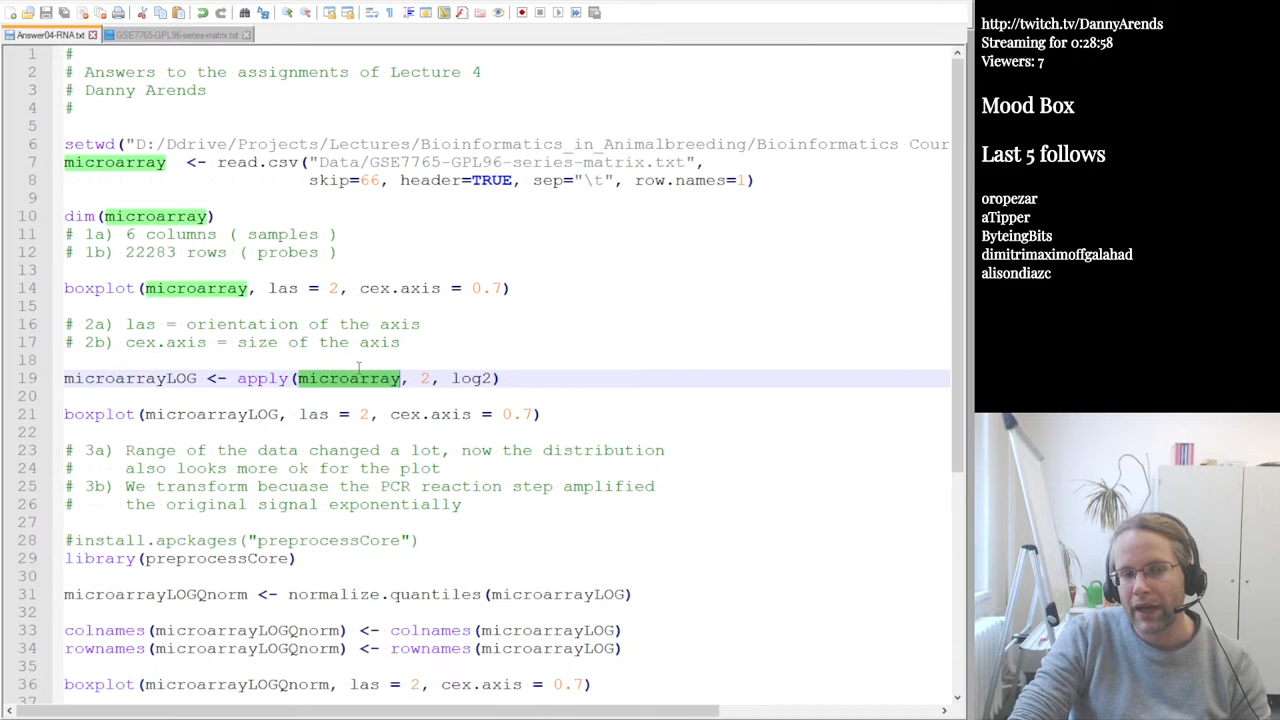 Answer04-RNA.txt
GSE7765-GPL96-series-matrix.txt
1 #
2 # Answers to the assignments of Lecture 4
3 # Danny Arends
4 #
5
6 setwd("D:/Ddrive/Projects/Lectures/Bioinformatics_in_Animalbreeding/Bioinformatics Cour
7 microarray <- read.csv("Data/GSE7765-GPL96-series-matrix.txt",
8 skip=66, header=TRUE, sep="\t", row.names=1)
9
10 dim(microarray)
11 # 1a) 6 columns ( samples )
12 # 1b) 22283 rows ( probes )
13
14 boxplot(microarray, las = 2, cex.axis = 0.7)
15
16 # 2a) las = orientation of the axis
17 # 2b) cex.axis = size of the axis
18
19 microarrayLOG <- apply(microarray, 2, log2)
20
21 boxplot(microarrayLOG, las = 2, cex.axis = 0.7)
22
23 # 3a) Range of the data changed a lot, now the distribution
24 # also looks more ok for the plot
25 # 3b) We transform becuase the PCR reaction step amplified
26 # the original signal exponentially
27
28 #install.apckages("preprocessCore")
29 library(preprocessCore)
30
31 microarrayLOGQnorm <- normalize.quantiles(microarrayLOG)
32
33 colnames(microarrayLOGQnorm) <- colnames(microarrayLOG)
34 rownames(microarrayLOGQnorm) <- rownames(microarrayLOG)
35
36 boxplot(microarrayLOGQnorm, las = 2, cex.axis = 0.7)
37
http://twitch.tv/DannyArends
Streaming for 0:28:58
Viewers: 7
Mood Box
Last 5 follows
oropezar
aTipper
ByteingBits
dimitrimaximoffgalahad
alisondiazc